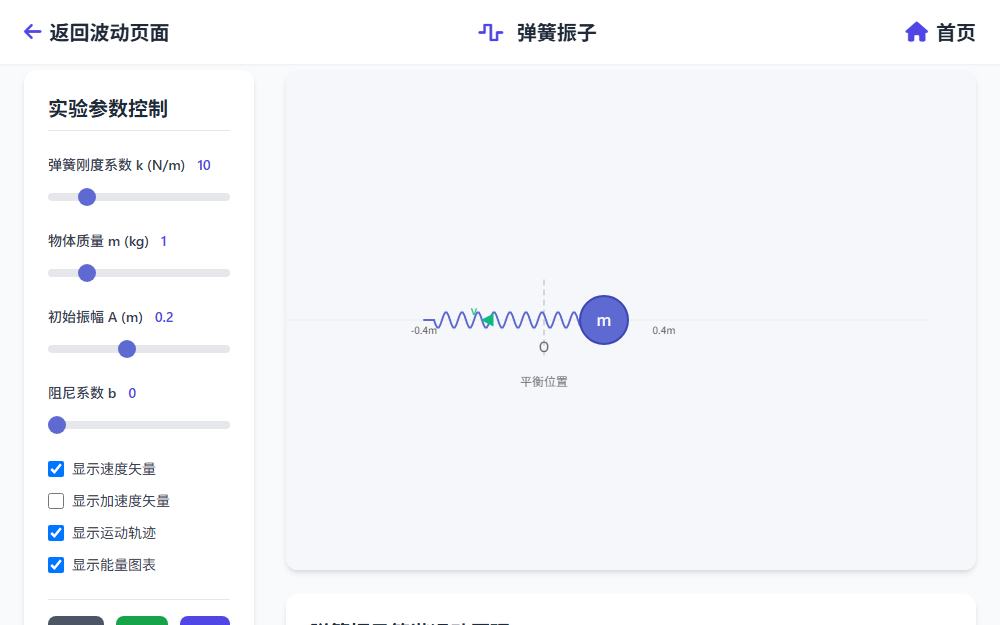 返回波动页面
弹簧振子
首页
实验参数控制
弹簧刚度系数 k (N/m) 10
物体质量 m (kg) 1
初始振幅 A (m) 0.2
阻尼系数 b 0
显示速度矢量
显示加速度矢量
显示运动轨迹
显示能量图表
v
m
-0.4m
0.4m
O
平衡位置